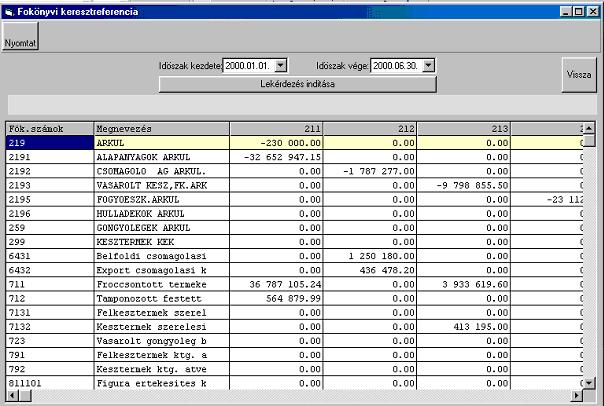 Fokönyvi keresztreferencia
Nyomtat
Időszak kezdete: 2000.01.01. Időszak vége: 2000.06.30.
Lekérdezés indítása
Vissza
Fők.számok Megnevezés 211 212 213 2
219 ARKUL -230 000.00 0.00 0.00 0
2191 ALAPANYAGOK ARKUL -32 652 947.15 0.00 0.00 0
2192 CSOMAGOLO AG ARKUL. 0.00 -1 787 277.00 0.00 0
2193 VASAROLT KESZ,FK.ARK 0.00 0.00 -9 798 855.50 0
2195 FOGYOESZK.ARKUL 0.00 0.00 0.00 -23 112
2196 HULLADEKOK ARKUL 0.00 0.00 0.00 0
259 GONGYOLEGEK ARKUL 0.00 0.00 0.00 0
299 KESZTERMEK KEK 0.00 0.00 0.00 0
6431 Belfoldi csomagolasi 0.00 1 250 180.00 0.00 0
6432 Export csomagolasi k 0.00 436 478.20 0.00 0
711 Froccsontott termeke 36 787 105.24 0.00 3 933 619.60 0
712 Tamponozott festett 564 879.99 0.00 0.00 0
7131 Felkesztermek szerel 0.00 0.00 0.00 0
7132 Kesztermek szerelesi 0.00 0.00 413 195.00 0
723 Vasarolt gongyoleg b 0.00 0.00 0.00 0
791 Felkesztermek ktg. a 0.00 0.00 0.00 0
792 Kesztermek ktg. atve 0.00 0.00 0.00 0
811101 Figura ertekesites k 0.00 0.00 0.00 0